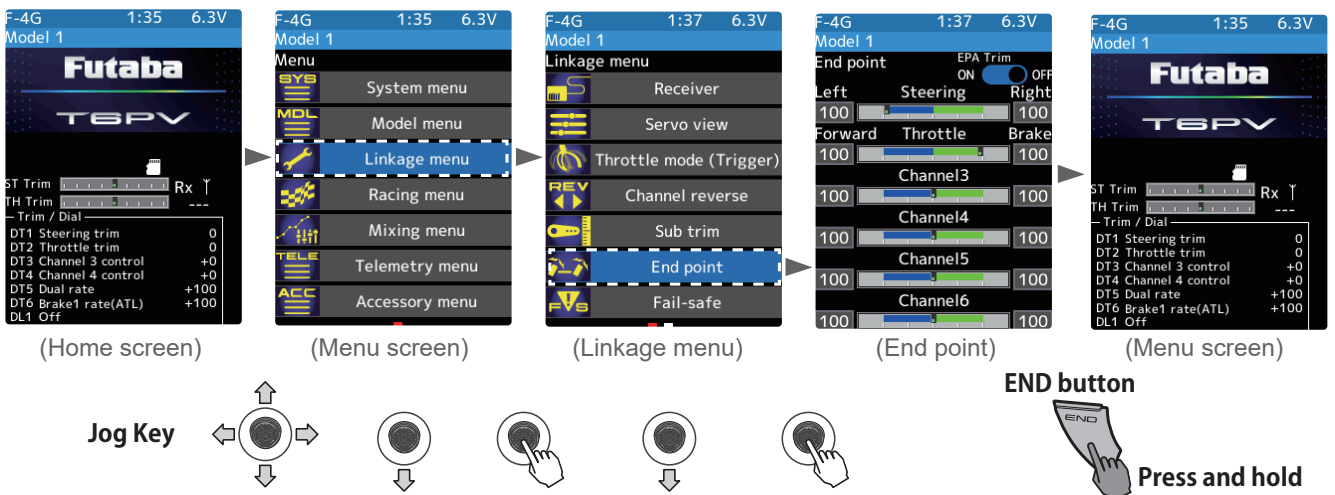 F-4G 1:35 6.3V
Model 1
Futaba
T6PV
ST Trim Rx
TH Trim ---
Trim / Dial
DT1 Steering trim 0
DT2 Throttle trim 0
DT3 Channel 3 control +0
DT4 Channel 4 control +0
DT5 Dual rate +100
DT6 Brake1 rate(ATL) +100
DL1 Off
(Home screen)
F-4G 1:35 6.3V
Model 1
Menu
SYS System menu
MDL Model menu
Linkage menu
Racing menu
Mixing menu
TELE Telemetry menu
ACC Accessory menu
(Menu screen)
F-4G 1:37 6.3V
Model 1
Linkage menu
Receiver
Servo view
Throttle mode (Trigger)
REV Channel reverse
Sub trim
End point
F/S Fail-safe
(Linkage menu)
F-4G 1:37 6.3V
Model 1
End point EPA Trim
ON OFF
Left Steering Right
100 100
Forward Throttle Brake
100 100
Channel3
100 100
Channel4
100 100
Channel5
100 100
Channel6
100 100
(End point)
F-4G 1:35 6.3V
Model 1
Futaba
T6PV
ST Trim Rx
TH Trim ---
Trim / Dial
DT1 Steering trim 0
DT2 Throttle trim 0
DT3 Channel 3 control +0
DT4 Channel 4 control +0
DT5 Dual rate +100
DT6 Brake1 rate(ATL) +100
DL1 Off
(Menu screen)
Jog Key
END button
END
Press and hold